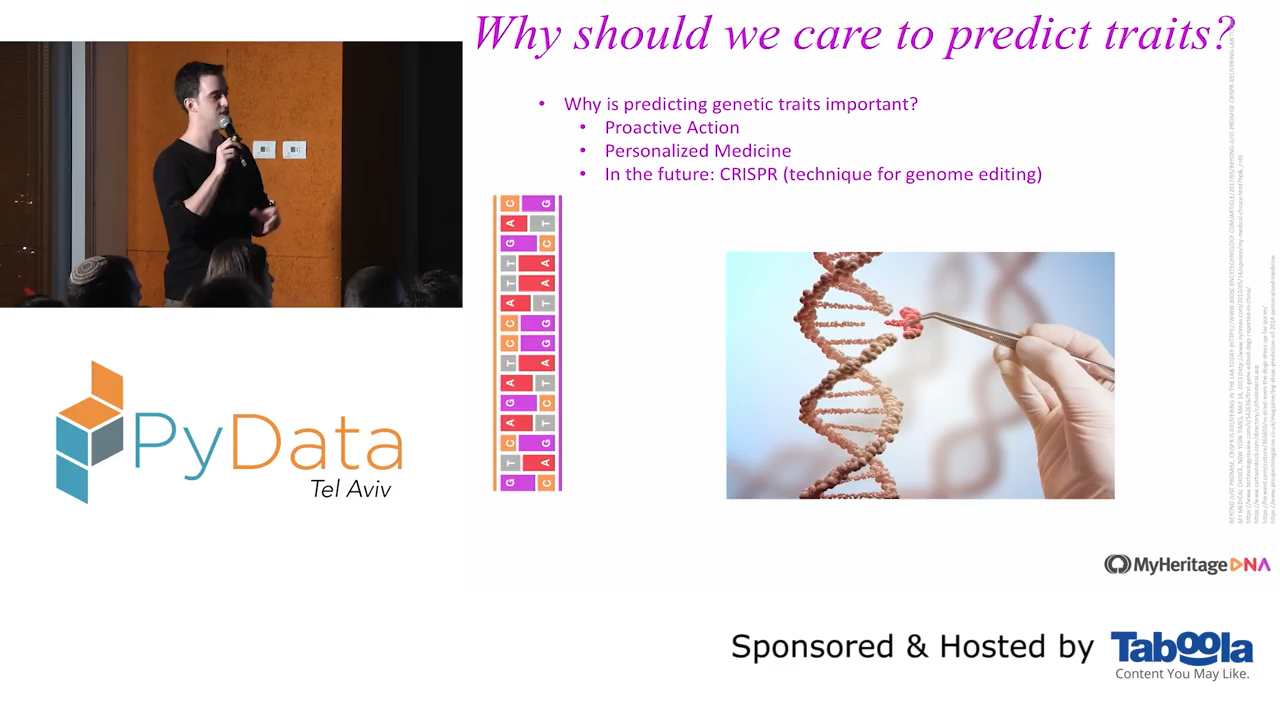 Why should we care to predict traits?
• Why is predicting genetic traits important?
• Proactive Action
• Personalized Medicine
• In the future: CRISPR (technique for genome editing)
C G
A T
G C
T A
T A
A T
C G
C G
T A
A T
G C
A T
C G
T A
G C
PyData
Tel Aviv
MyHeritage DNA
Sponsored & Hosted by
Taboola
Content You May Like.